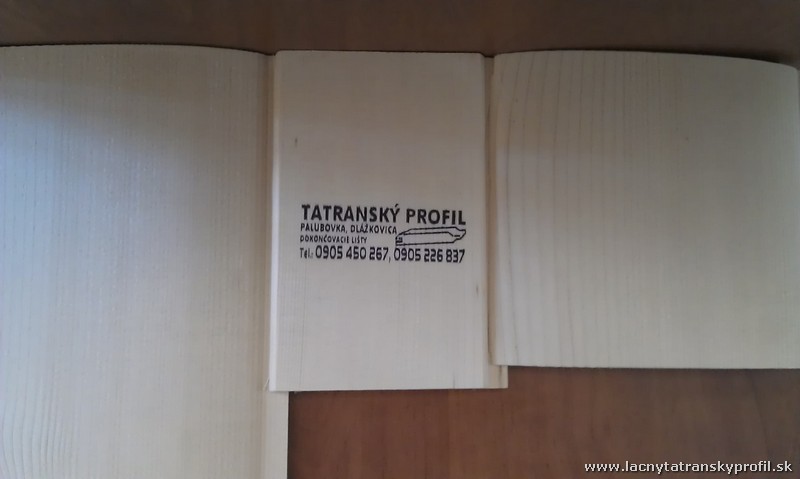 TATRANSKÝ PROFIL
PALUBOVKA, DLÁŽKOVICA
DOKONČOVACIE LIŠTY
Tel.: 0905 450 267, 0905 226 837
www.lacnytatranskyprofil.sk